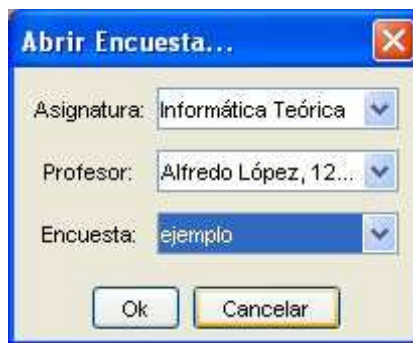 Abrir Encuesta...
Asignatura: Informática Teórica
Profesor: Alfredo López, 12...
Encuesta: ejemplo
Ok Cancelar